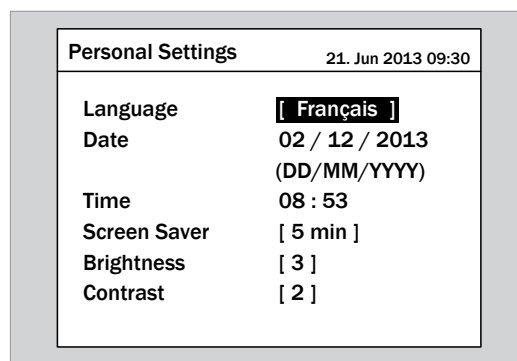 Personal Settings 21. Jun 2013 09:30
Language [ Français ]
Date 02 / 12 / 2013
(DD/MM/YYYY)
Time 08 : 53
Screen Saver [ 5 min ]
Brightness [ 3 ]
Contrast [ 2 ]